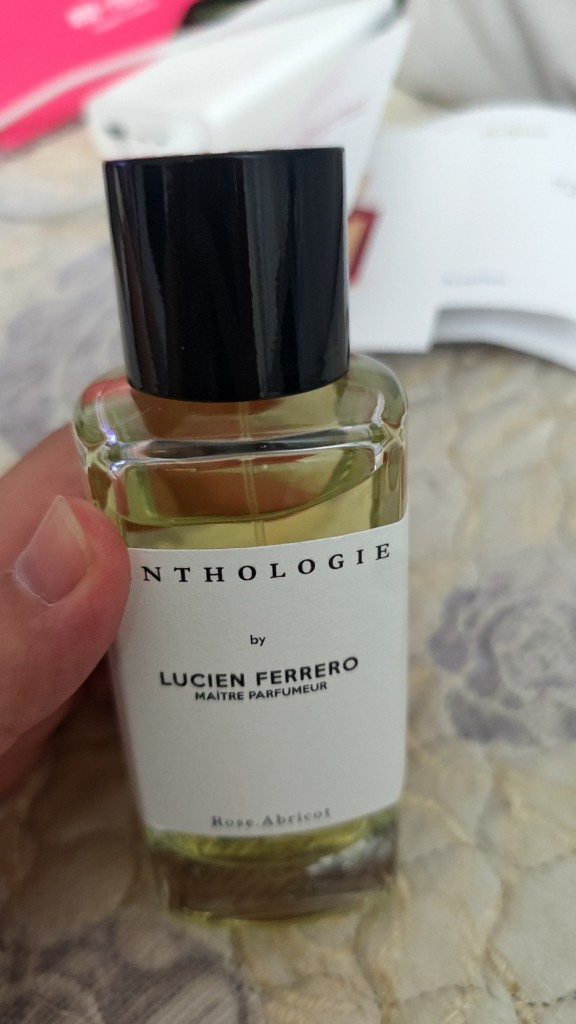 NTHOLOGIE
by
LUCIEN FERRERO
MAÎTRE PARFUMEUR
Rose Abricot